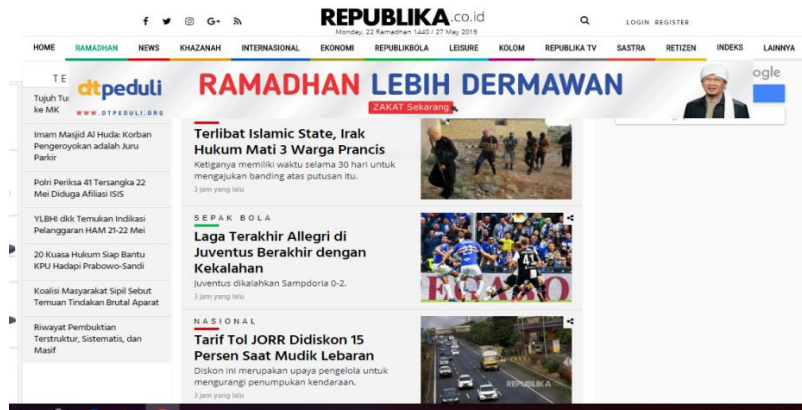 REPUBLIKA.co.id
LOGIN REGISTER
Monday, 22 Ramadhan 1440 / 27 May 2019
HOME RAMADHAN NEWS KHAZANAH INTERNASIONAL EKONOMI REPUBLIKBOLA LEISURE KOLOM REPUBLIKA TV SASTRA RETIZEN INDEKS LAINNYA
TE
dtpeduli
WWW.DTPEDULI.ORG
RAMADHAN LEBIH DERMAWAN
ZAKAT Sekarang
ogle
Tujuh Tu
ke MK
Imam Masjid Al Huda: Korban
Pengeroyokan adalah Juru
Parkir
Polri Periksa 41 Tersangka 22
Mei Diduga Afiliasi ISIS
YLBHI dkk Temukan Indikasi
Pelanggaran HAM 21-22 Mei
20 Kuasa Hukum Siap Bantu
KPU Hadapi Prabowo-Sandi
Koalisi Masyarakat Sipil Sebut
Temuan Tindakan Brutal Aparat
Riwayat Pembuktian
Terstruktur, Sistematis, dan
Masif
Terlibat Islamic State, Irak
Hukum Mati 3 Warga Prancis
Ketiganya memiliki waktu selama 30 hari untuk
mengajukan banding atas putusan itu.
3 jam yang lalu
SEPAK BOLA
Laga Terakhir Allegri di
Juventus Berakhir dengan
Kekalahan
Juventus dikalahkan Sampdoria 0-2.
3 jam yang lalu
NASIONAL
Tarif Tol JORR Didiskon 15
Persen Saat Mudik Lebaran
Diskon ini merupakan upaya pengelola untuk
mengurangi penumpukan kendaraan.
3 jam yang lalu
REPUBLIKA